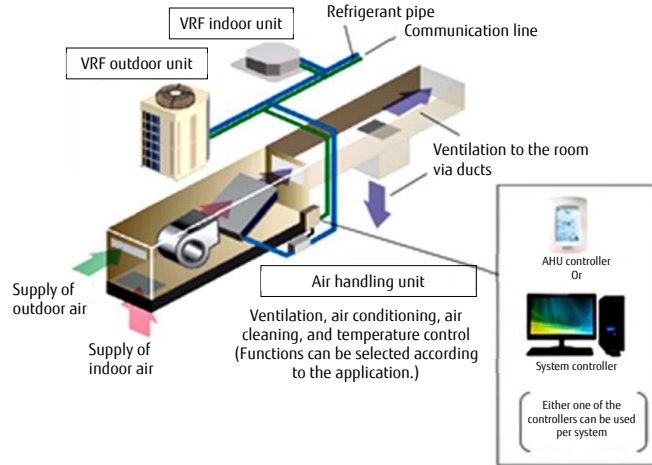 VRF indoor unit
Refrigerant pipe
Communication line
VRF outdoor unit
Ventilation to the room
via ducts
Supply of
outdoor air
Supply of
indoor air
Air handling unit
Ventilation, air conditioning, air
cleaning, and temperature control
(Functions can be selected according
to the application.)
AHU controller
Or
System controller
Either one of the
controllers can be used
per system